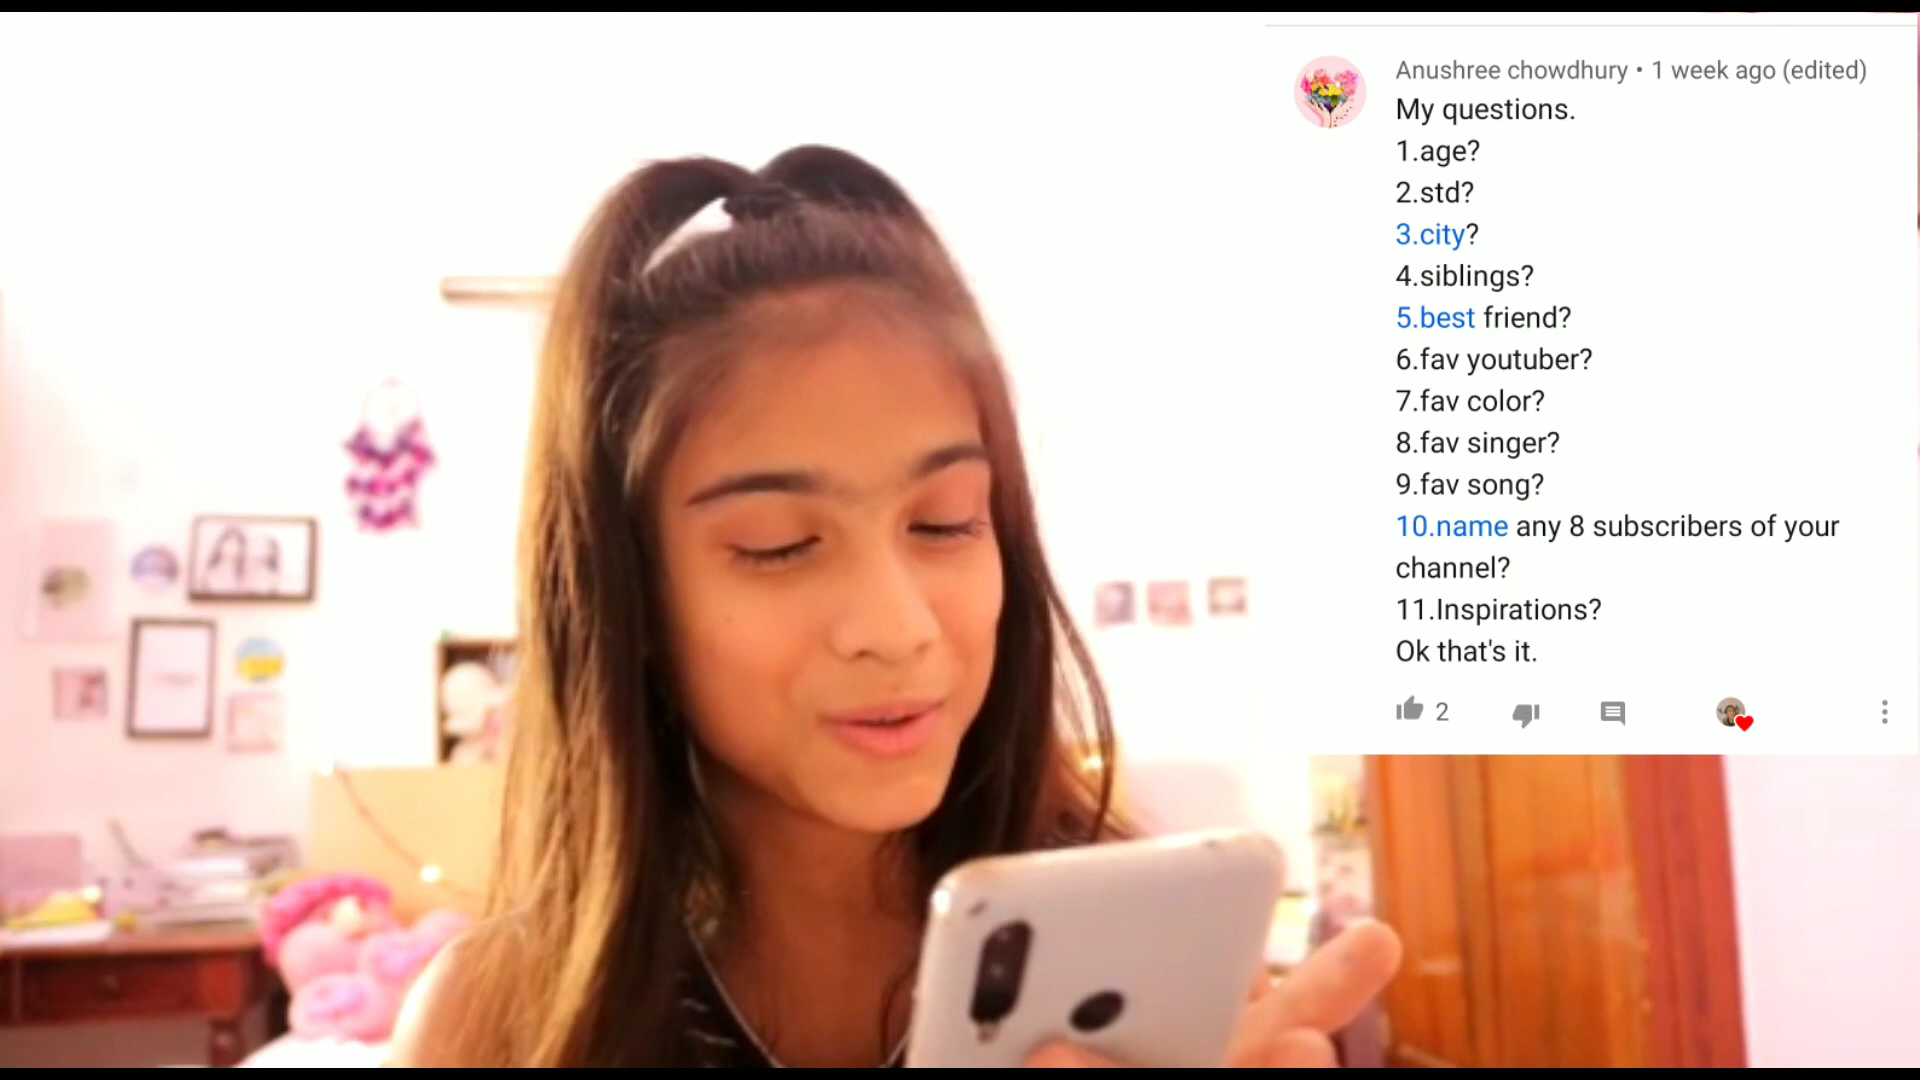 Anushree chowdhury • 1 week ago (edited)
My questions.
1.age?
2.std?
3.city?
4.siblings?
5.best friend?
6.fav youtuber?
7.fav color?
8.fav singer?
9.fav song?
10.name any 8 subscribers of your
channel?
11.Inspirations?
Ok that's it.
2